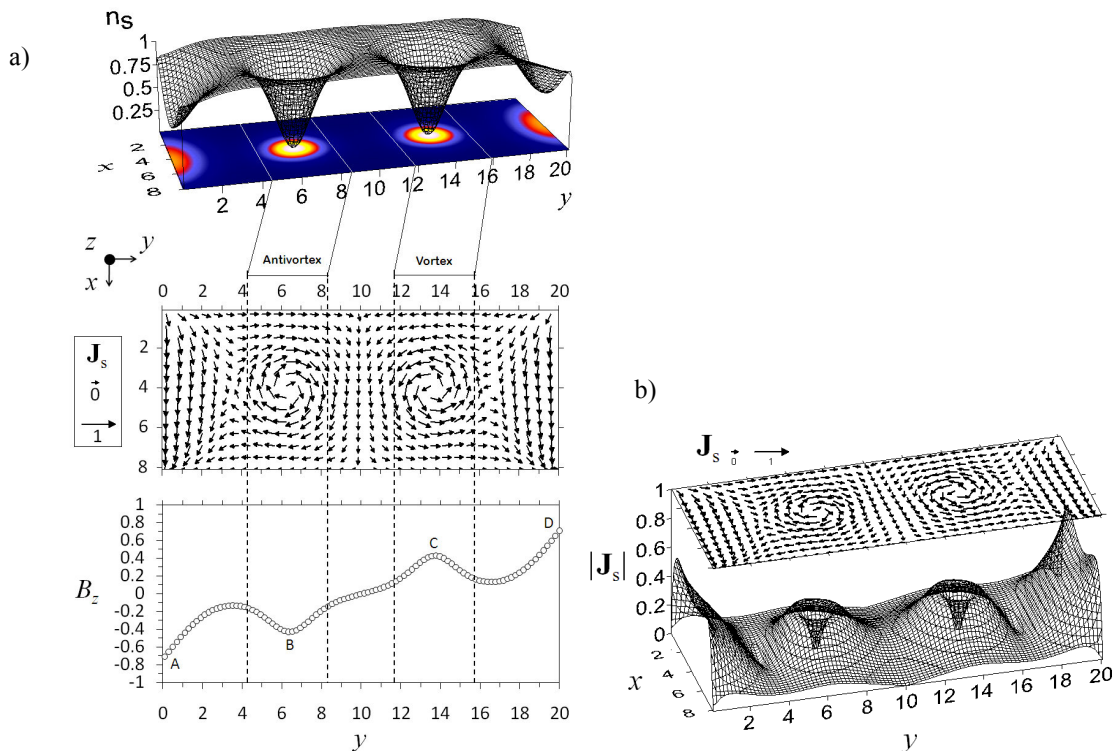 a)
n_s
1
0.75
0.5
0.25
2
4
6
8
x
2 4 6 8 10 12 14 16 18 20
y
z y
x
Antivortex Vortex
0 2 4 6 8 10 12 14 16 18 20
2
4
6
8
J_s
0
1
1
0.8
0.6
0.4
0.2
0
-0.2
-0.4
-0.6
-0.8
-1
B_z
A
B
C
D
0 2 4 6 8 10 12 14 16 18 20
y
b)
J_s 0 1
1
0.8
0.6
0.4
0.2
0
|J_s|
2
4
6
8
x
2 4 6 8 10 12 14 16 18 20
y